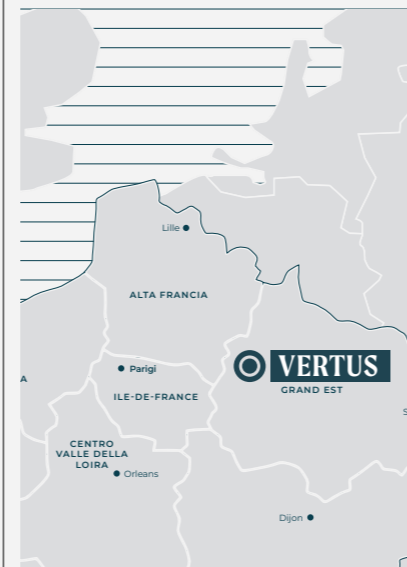 Lille
ALTA FRANCIA
Parigi
VERTUS
GRAND EST
A
ILE-DE-FRANCE
S
CENTRO
VALLE DELLA
LOIRA
Orleans
Dijon